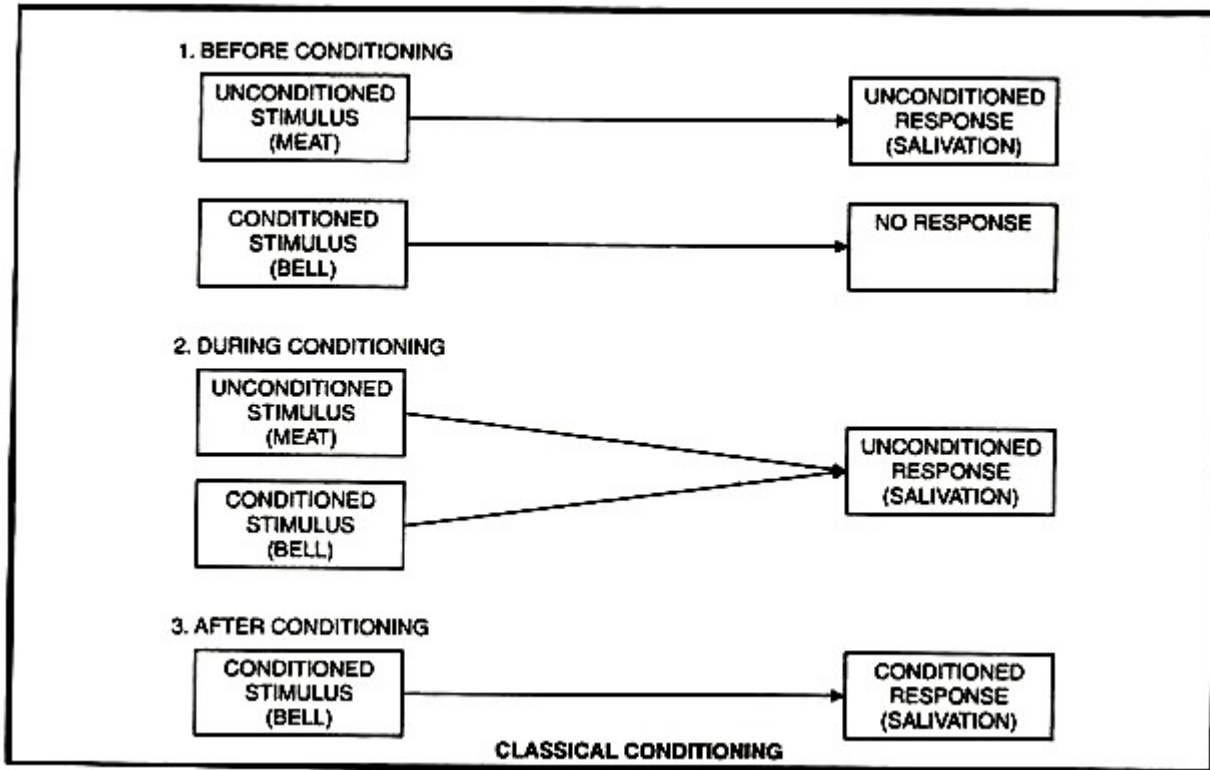 1. BEFORE CONDITIONING
UNCONDITIONED
STIMULUS
(MEAT)
UNCONDITIONED
RESPONSE
(SALIVATION)
CONDITIONED
STIMULUS
(BELL)
NO RESPONSE
2. DURING CONDITIONING
UNCONDITIONED
STIMULUS
(MEAT)
CONDITIONED
STIMULUS
(BELL)
UNCONDITIONED
RESPONSE
(SALIVATION)
3. AFTER CONDITIONING
CONDITIONED
STIMULUS
(BELL)
CONDITIONED
RESPONSE
(SALIVATION)
CLASSICAL CONDITIONING